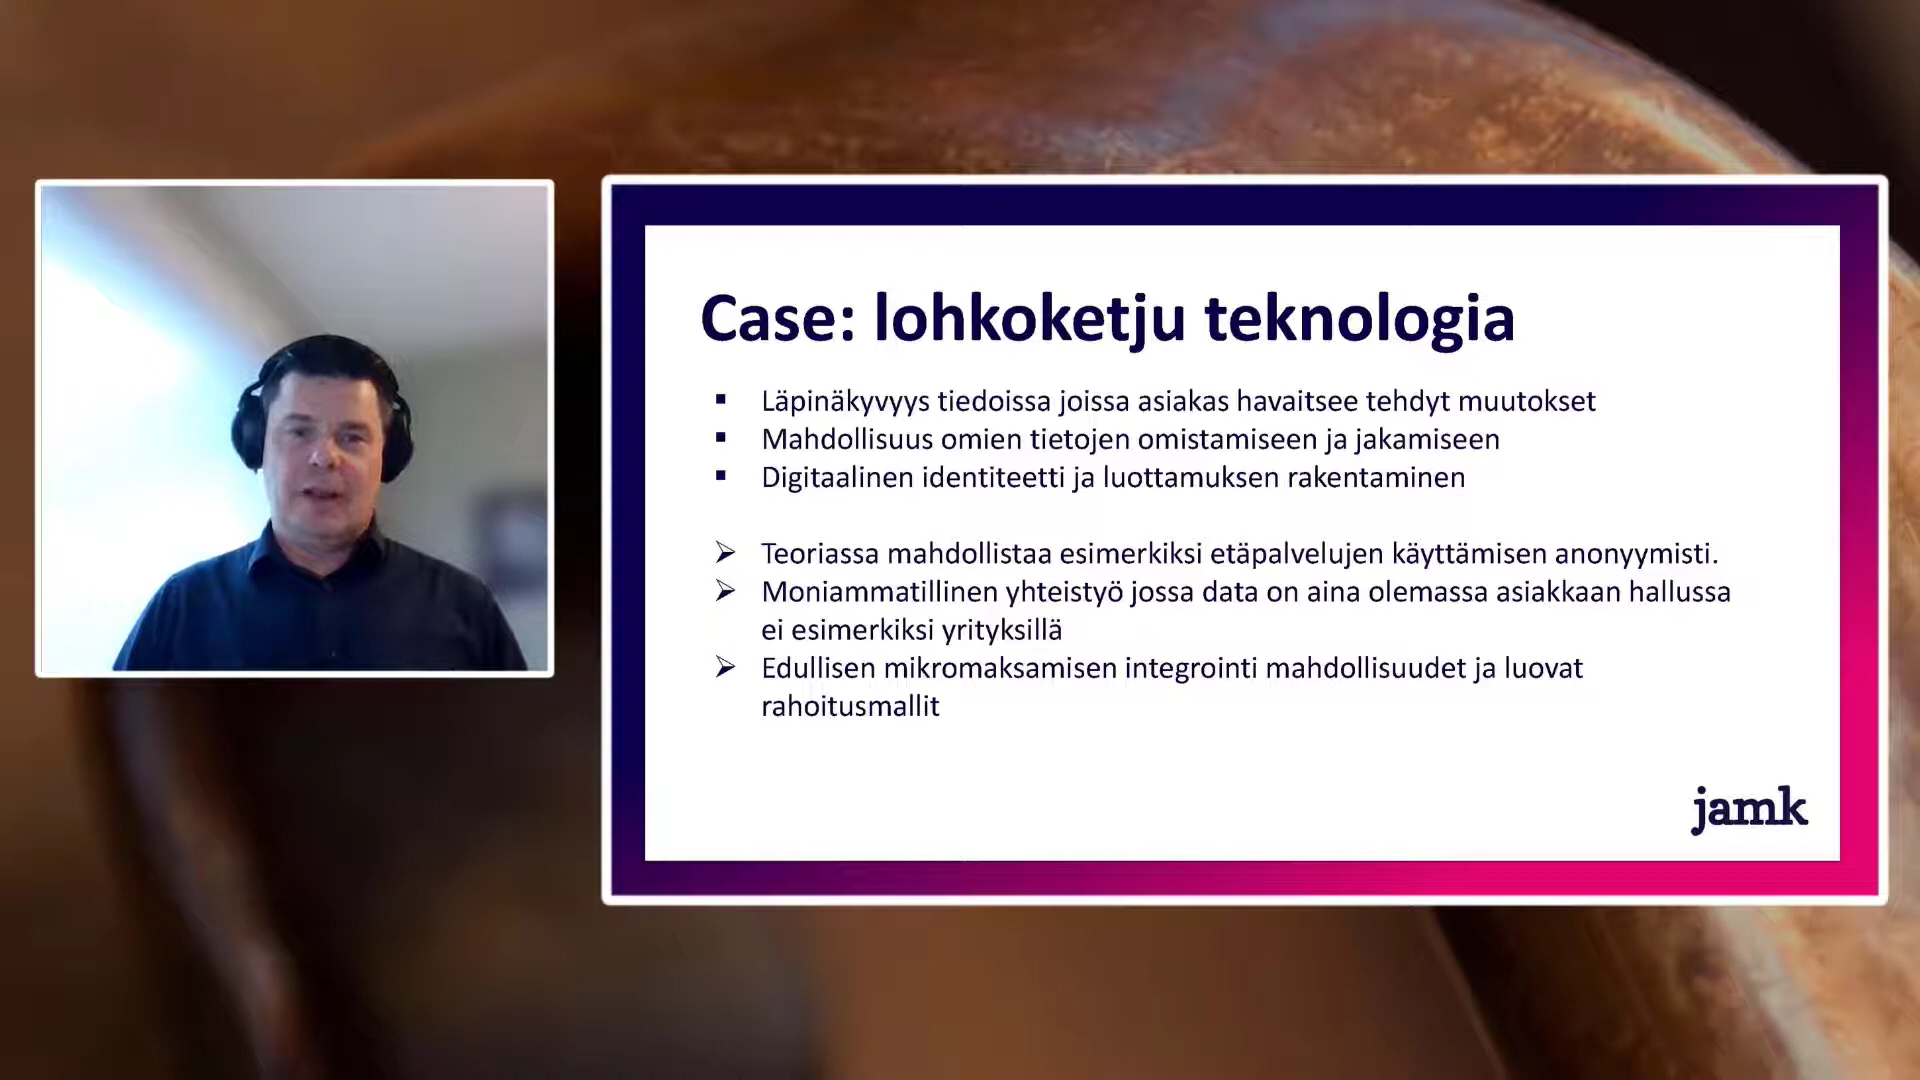 Case: lohkoketju teknologia
▪ Läpinäkyvyys tiedoissa joissa asiakas havaitsee tehdyt muutokset
▪ Mahdollisuus omien tietojen omistamiseen ja jakamiseen
▪ Digitaalinen identiteetti ja luottamuksen rakentaminen
➢ Teoriassa mahdollistaa esimerkiksi etäpalvelujen käyttämisen anonyymisti.
➢ Moniammatillinen yhteistyö jossa data on aina olemassa asiakkaan hallussa
ei esimerkiksi yrityksillä
➢ Edullisen mikromaksamisen integrointi mahdollisuudet ja luovat
rahoitusmallit
jamk